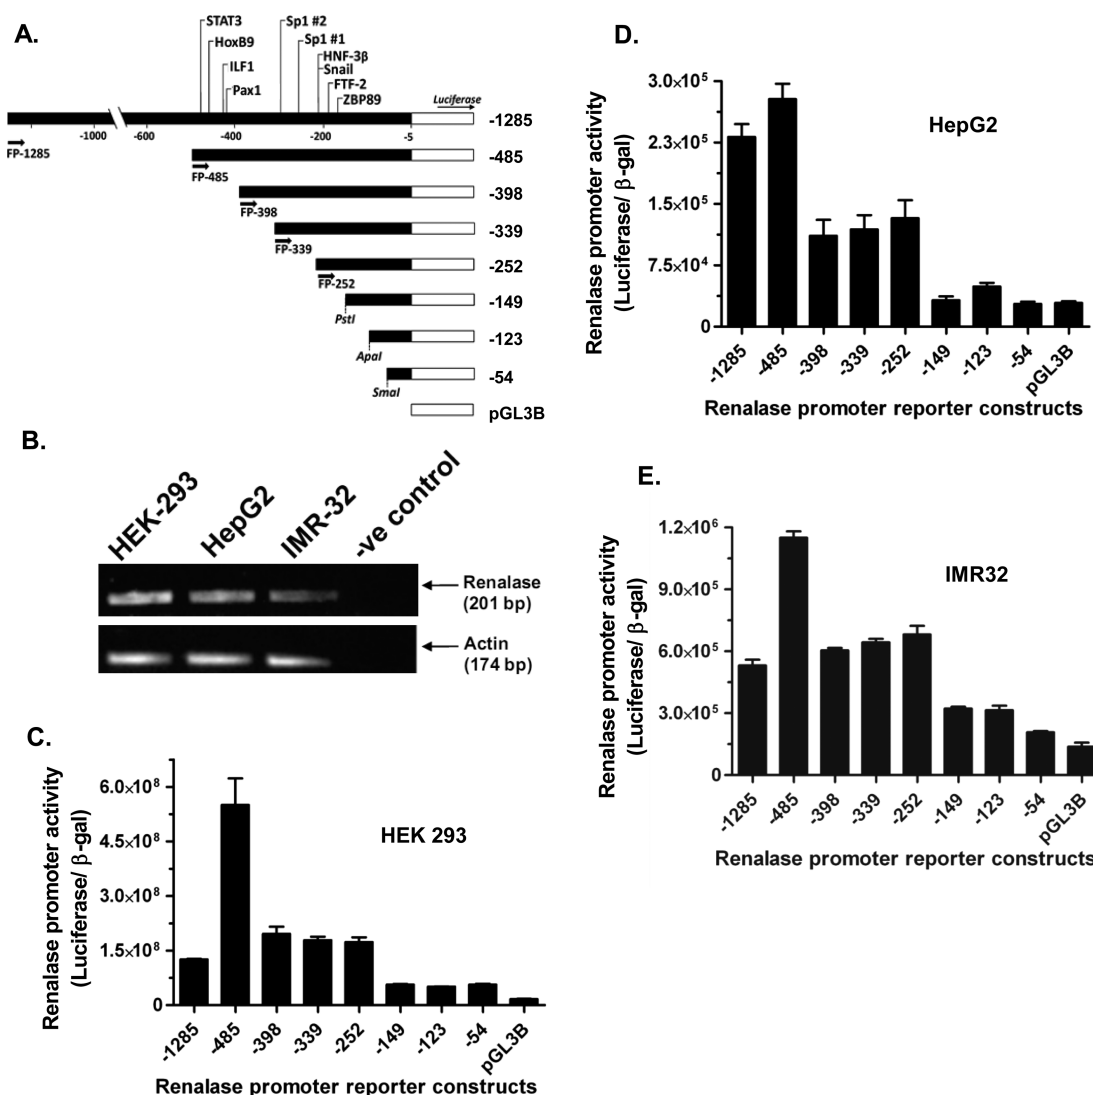 A.
STAT3
HoxB9
ILF1
Pax1
Sp1 #2
Sp1 #1
HNF-3β
Snail
FTF-2
ZBP89
Luciferase
-1000
-600
-400
-200
-5
-1285
FP-1285
-485
FP-485
-398
FP-398
-339
FP-339
-252
FP-252
-149
PstI
-123
ApaI
-54
SmaI
pGL3B
B.
HEK-293
HepG2
IMR-32
-ve control
Renalase
(201 bp)
Actin
(174 bp)
C.
HEK 293
Renalase promoter activity
(Luciferase/ β-gal)
6.0×10⁸
4.5×10⁸
3.0×10⁸
1.5×10⁸
0
-1285
-485
-398
-339
-252
-149
-123
-54
pGL3B
Renalase promoter reporter constructs
D.
HepG2
Renalase promoter activity
(Luciferase/ β-gal)
3.0×10⁵
2.3×10⁵
1.5×10⁵
7.5×10⁴
0
-1285
-485
-398
-339
-252
-149
-123
-54
pGL3B
Renalase promoter reporter constructs
E.
IMR32
Renalase promoter activity
(Luciferase/ β-gal)
1.2×10⁶
9.0×10⁵
6.0×10⁵
3.0×10⁵
0
-1285
-485
-398
-339
-252
-149
-123
-54
pGL3B
Renalase promoter reporter constructs